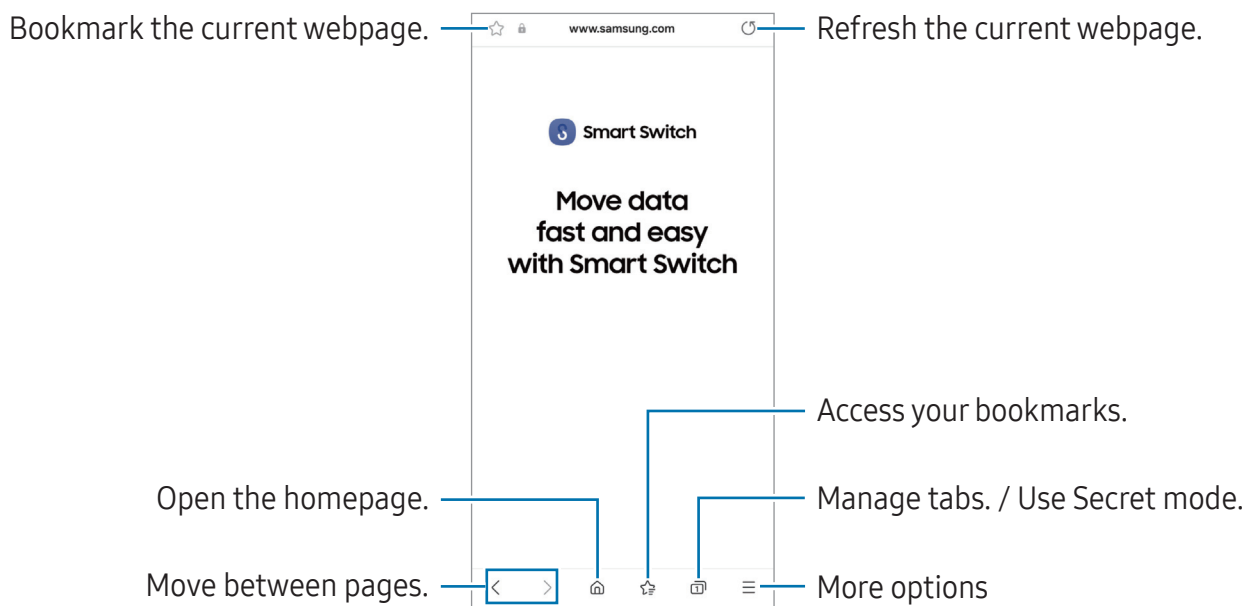 Bookmark the current webpage.
www.samsung.com
Refresh the current webpage.
Smart Switch
Move data
fast and easy
with Smart Switch
Access your bookmarks.
Open the homepage.
Manage tabs. / Use Secret mode.
Move between pages.
1
More options